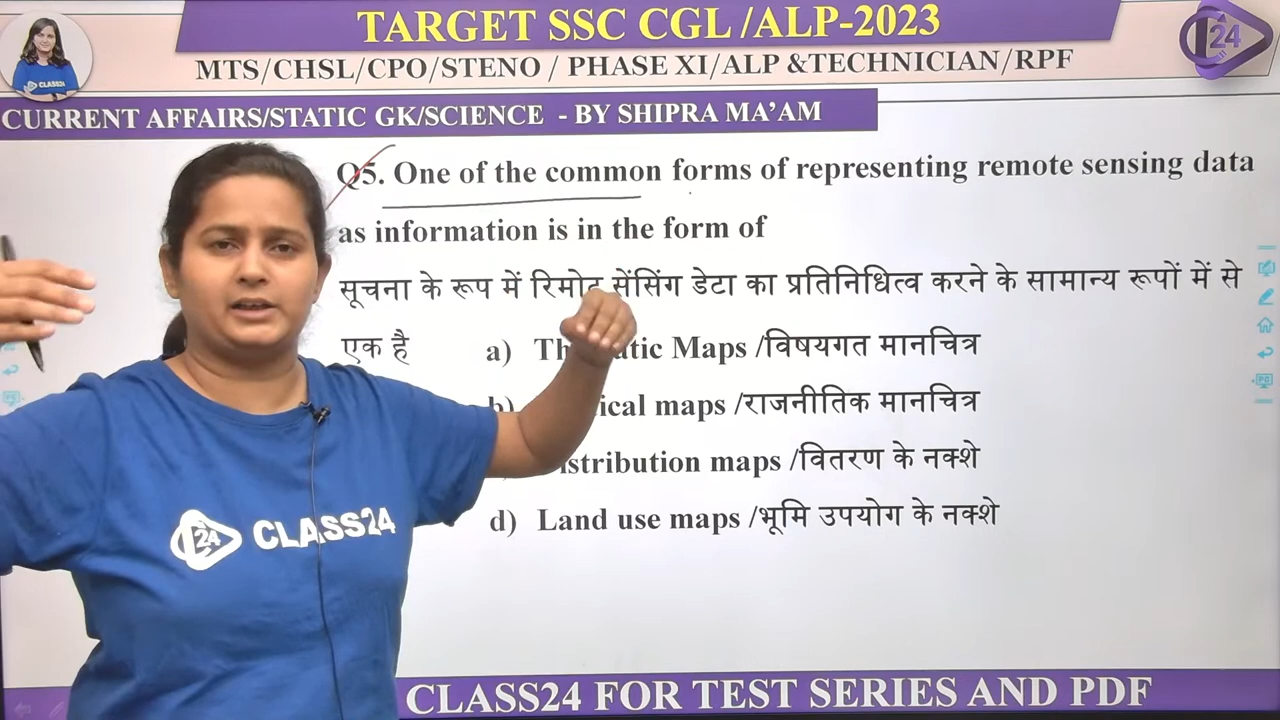 TARGET SSC CGL /ALP-2023
24
MTS/CHSL/CPO/STENO / PHASE XI/ALP &TECHNICIAN/RPF
CLASS24
CURRENT AFFAIRS/STATIC GK/SCIENCE - BY SHIPRA MA'AM
Q5. One of the common forms of representing remote sensing data
as information is in the form of
सूचना के रूप में रिमोट सेंसिंग डेटा का प्रतिनिधित्व करने के सामान्य रूपों में से
एक है a) Maps /विषयगत मानचित्र
b) maps /राजनीतिक मानचित्र
maps /वितरण के नक्शे
d) Land use maps /भूमि उपयोग के नक्शे
24 CLASS24
CLASS24 FOR TEST SERIES AND PDF